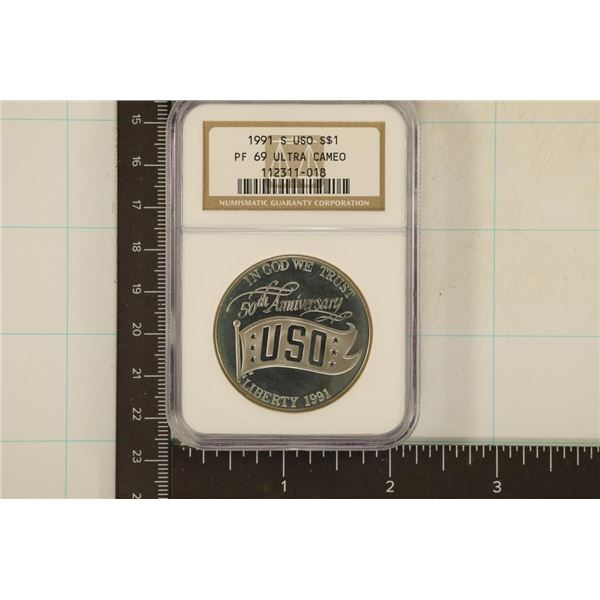 1991 S USO S$1
PF 69 ULTRA CAMEO
112311-018
NUMISMATIC GUARANTY CORPORATION
IN GOD WE TRUST
50th Anniversary
USO
LIBERTY 1991
15
16
17
18
19
20
21
22
23
1
2
3